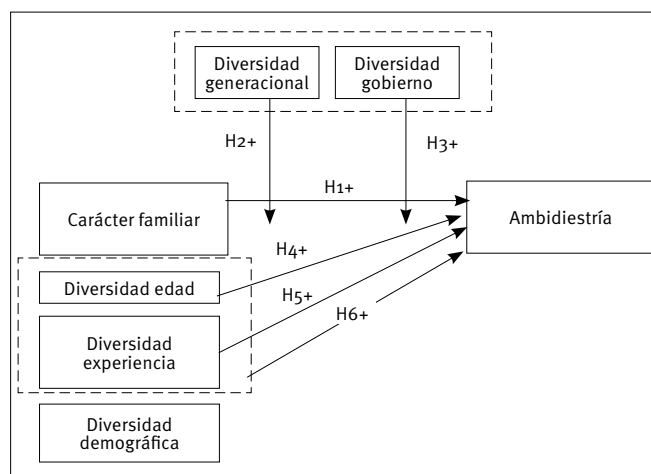 Diversidad
generacional
Diversidad
gobierno
H2+
H3+
H1+
Carácter familiar
Ambidiestría
H4+
Diversidad edad
H5+
H6+
Diversidad
experiencia
Diversidad
demográfica